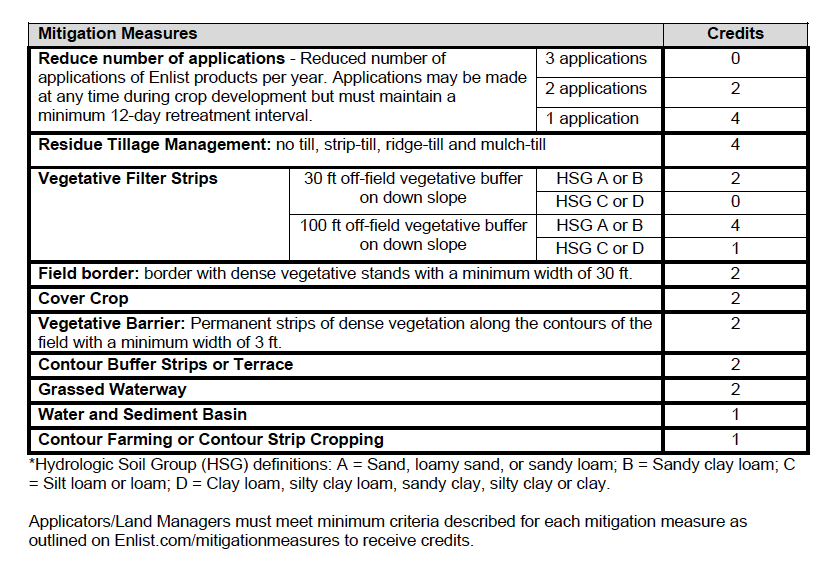 Mitigation Measures Credits
Reduce number of applications - Reduced number of
applications of Enlist products per year. Applications may be made
at any time during crop development but must maintain a
minimum 12-day retreatment interval.
3 applications 0
2 applications 2
1 application 4
Residue Tillage Management: no till, strip-till, ridge-till and mulch-till 4
Vegetative Filter Strips
30 ft off-field vegetative buffer
on down slope
HSG A or B 2
HSG C or D 0
100 ft off-field vegetative buffer
on down slope
HSG A or B 4
HSG C or D 1
Field border: border with dense vegetative stands with a minimum width of 30 ft. 2
Cover Crop 2
Vegetative Barrier: Permanent strips of dense vegetation along the contours of the
field with a minimum width of 3 ft.
2
Contour Buffer Strips or Terrace 2
Grassed Waterway 2
Water and Sediment Basin 1
Contour Farming or Contour Strip Cropping 1
*Hydrologic Soil Group (HSG) definitions: A = Sand, loamy sand, or sandy loam; B = Sandy clay loam; C
= Silt loam or loam; D = Clay loam, silty clay loam, sandy clay, silty clay or clay.
Applicators/Land Managers must meet minimum criteria described for each mitigation measure as
outlined on Enlist.com/mitigationmeasures to receive credits.